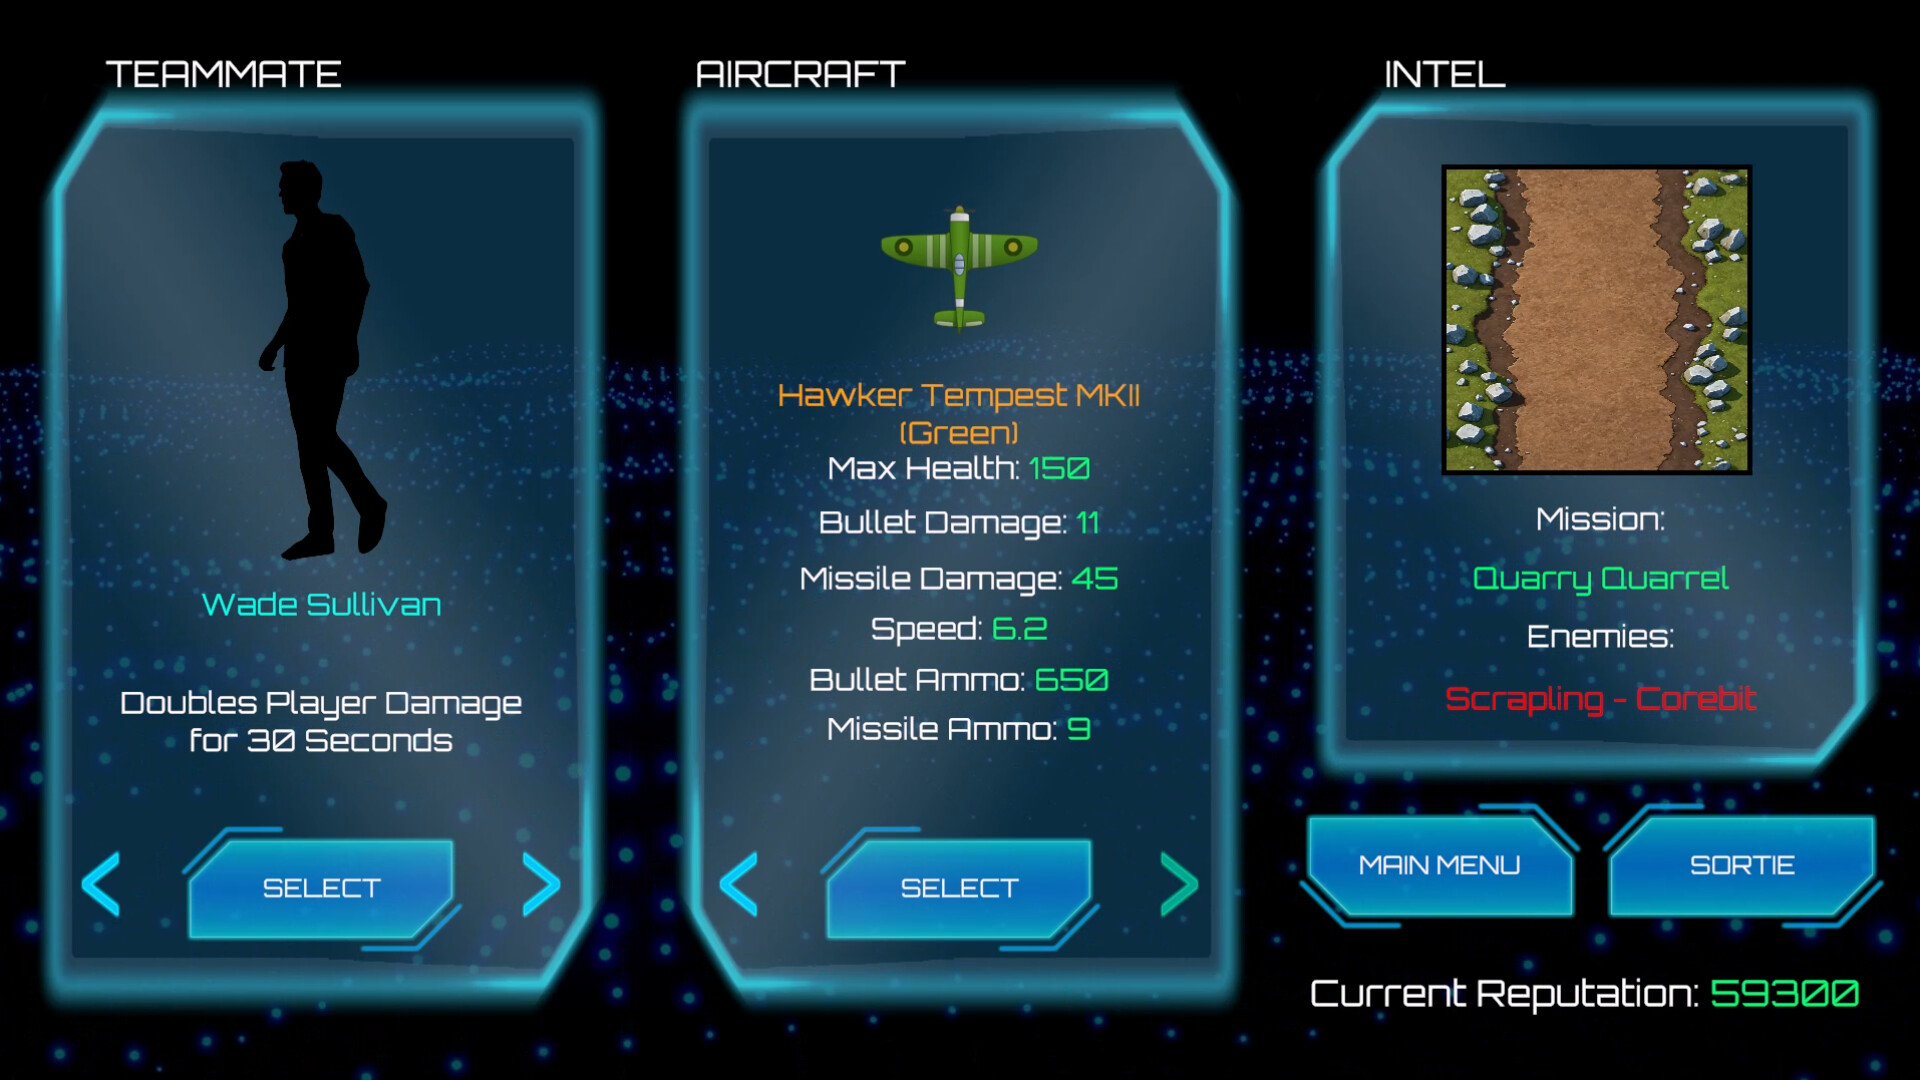 TEAMMATE
Wade Sullivan
Doubles Player Damage
for 30 Seconds
SELECT
AIRCRAFT
Hawker Tempest MKII
(Green)
Max Health: 150
Bullet Damage: 11
Missile Damage: 45
Speed: 6.2
Bullet Ammo: 650
Missile Ammo: 9
SELECT
INTEL
Mission:
Quarry Quarrel
Enemies:
Scrapling - Corebit
MAIN MENU
SORTIE
Current Reputation: 59300